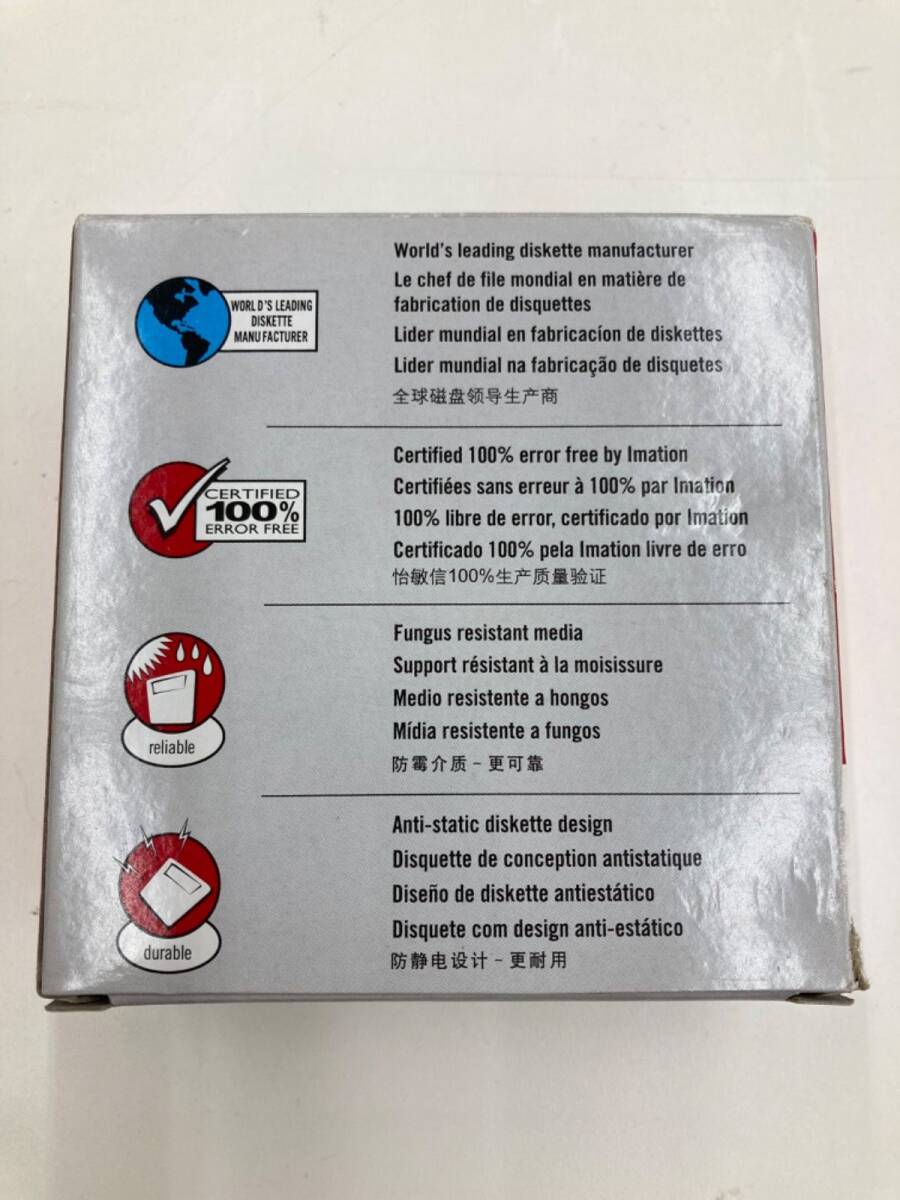 WORLD'S LEADING
DISKETTE
MANUFACTURER
World's leading diskette manufacturer
Le chef de file mondial en matière de
fabrication de disquettes
Lider mundial en fabricacíon de diskettes
Lider mundial na fabricação de disquetes
全球磁盘领导生产商
CERTIFIED
100%
ERROR FREE
Certified 100% error free by Imation
Certifiées sans erreur à 100% par Imation
100% libre de error, certificado por Imation
Certificado 100% pela Imation livre de erro
怡敏信100%生产质量验证
reliable
Fungus resistant media
Support résistant à la moisissure
Medio resistente a hongos
Mídia resistente a fungos
防霉介质 - 更可靠
durable
Anti-static diskette design
Disquette de conception antistatique
Diseño de diskette antiestático
Disquete com design anti-estático
防静电设计 - 更耐用